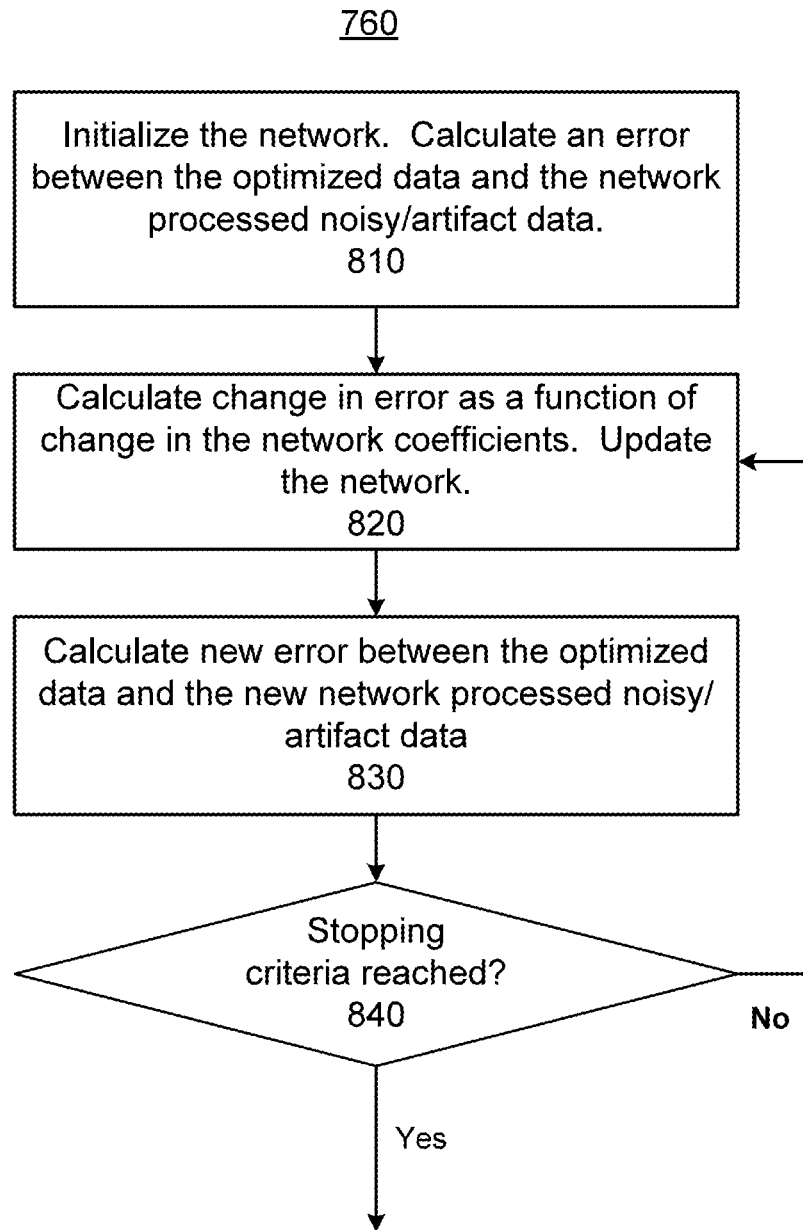 760
Initialize the network.  Calculate an error
between the optimized data and the network
processed noisy/artifact data.
810
Calculate change in error as a function of
change in the network coefficients.  Update
the network.
820
Calculate new error between the optimized
data and the new network processed noisy/
artifact data
830
Stopping
criteria reached?
840
No
Yes